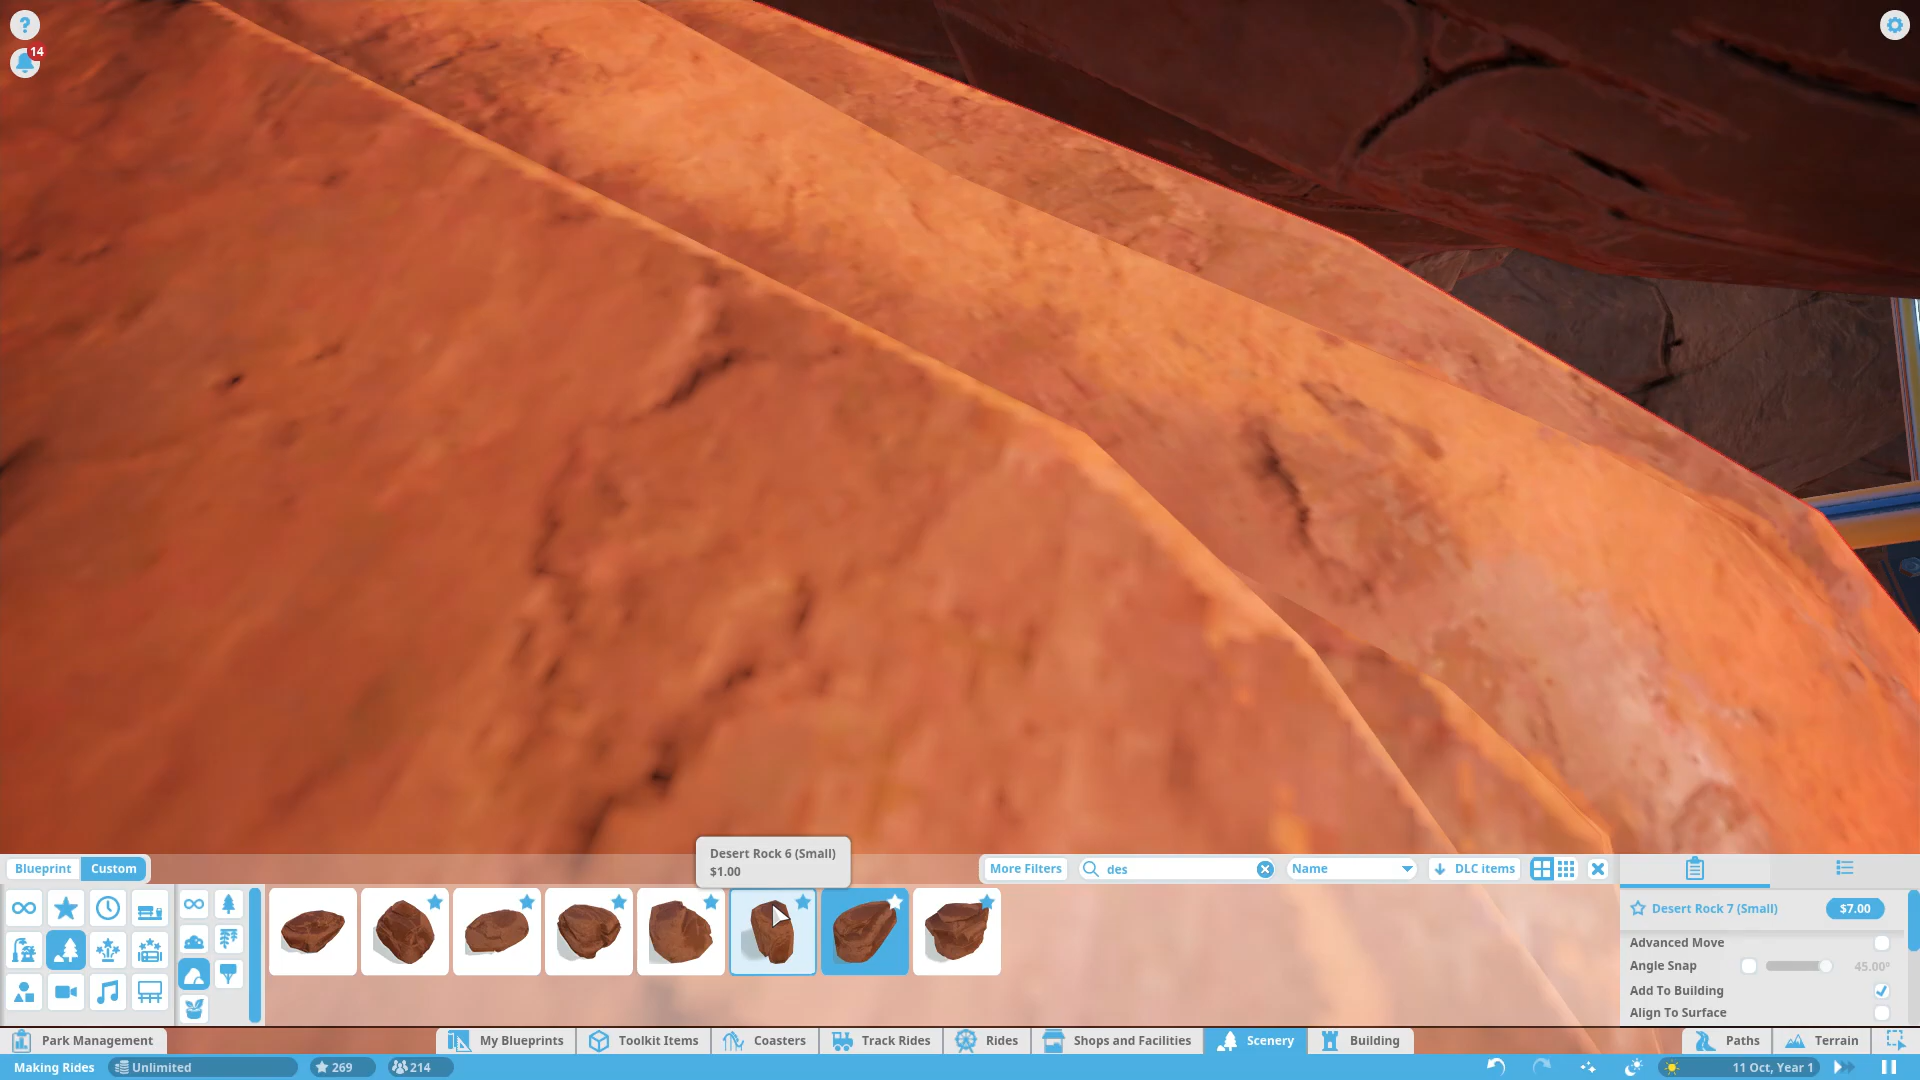 ?
14
Desert Rock 6 (Small)
$1.00
Blueprint
Custom
More Filters
des
Name
DLC items
Desert Rock 7 (Small)
$7.00
Advanced Move
Angle Snap
45.00°
Add To Building
Align To Surface
Park Management
My Blueprints
Toolkit Items
Coasters
Track Rides
Rides
Shops and Facilities
Scenery
Building
Paths
Terrain
Making Rides
Unlimited
269
214
11 Oct, Year 1